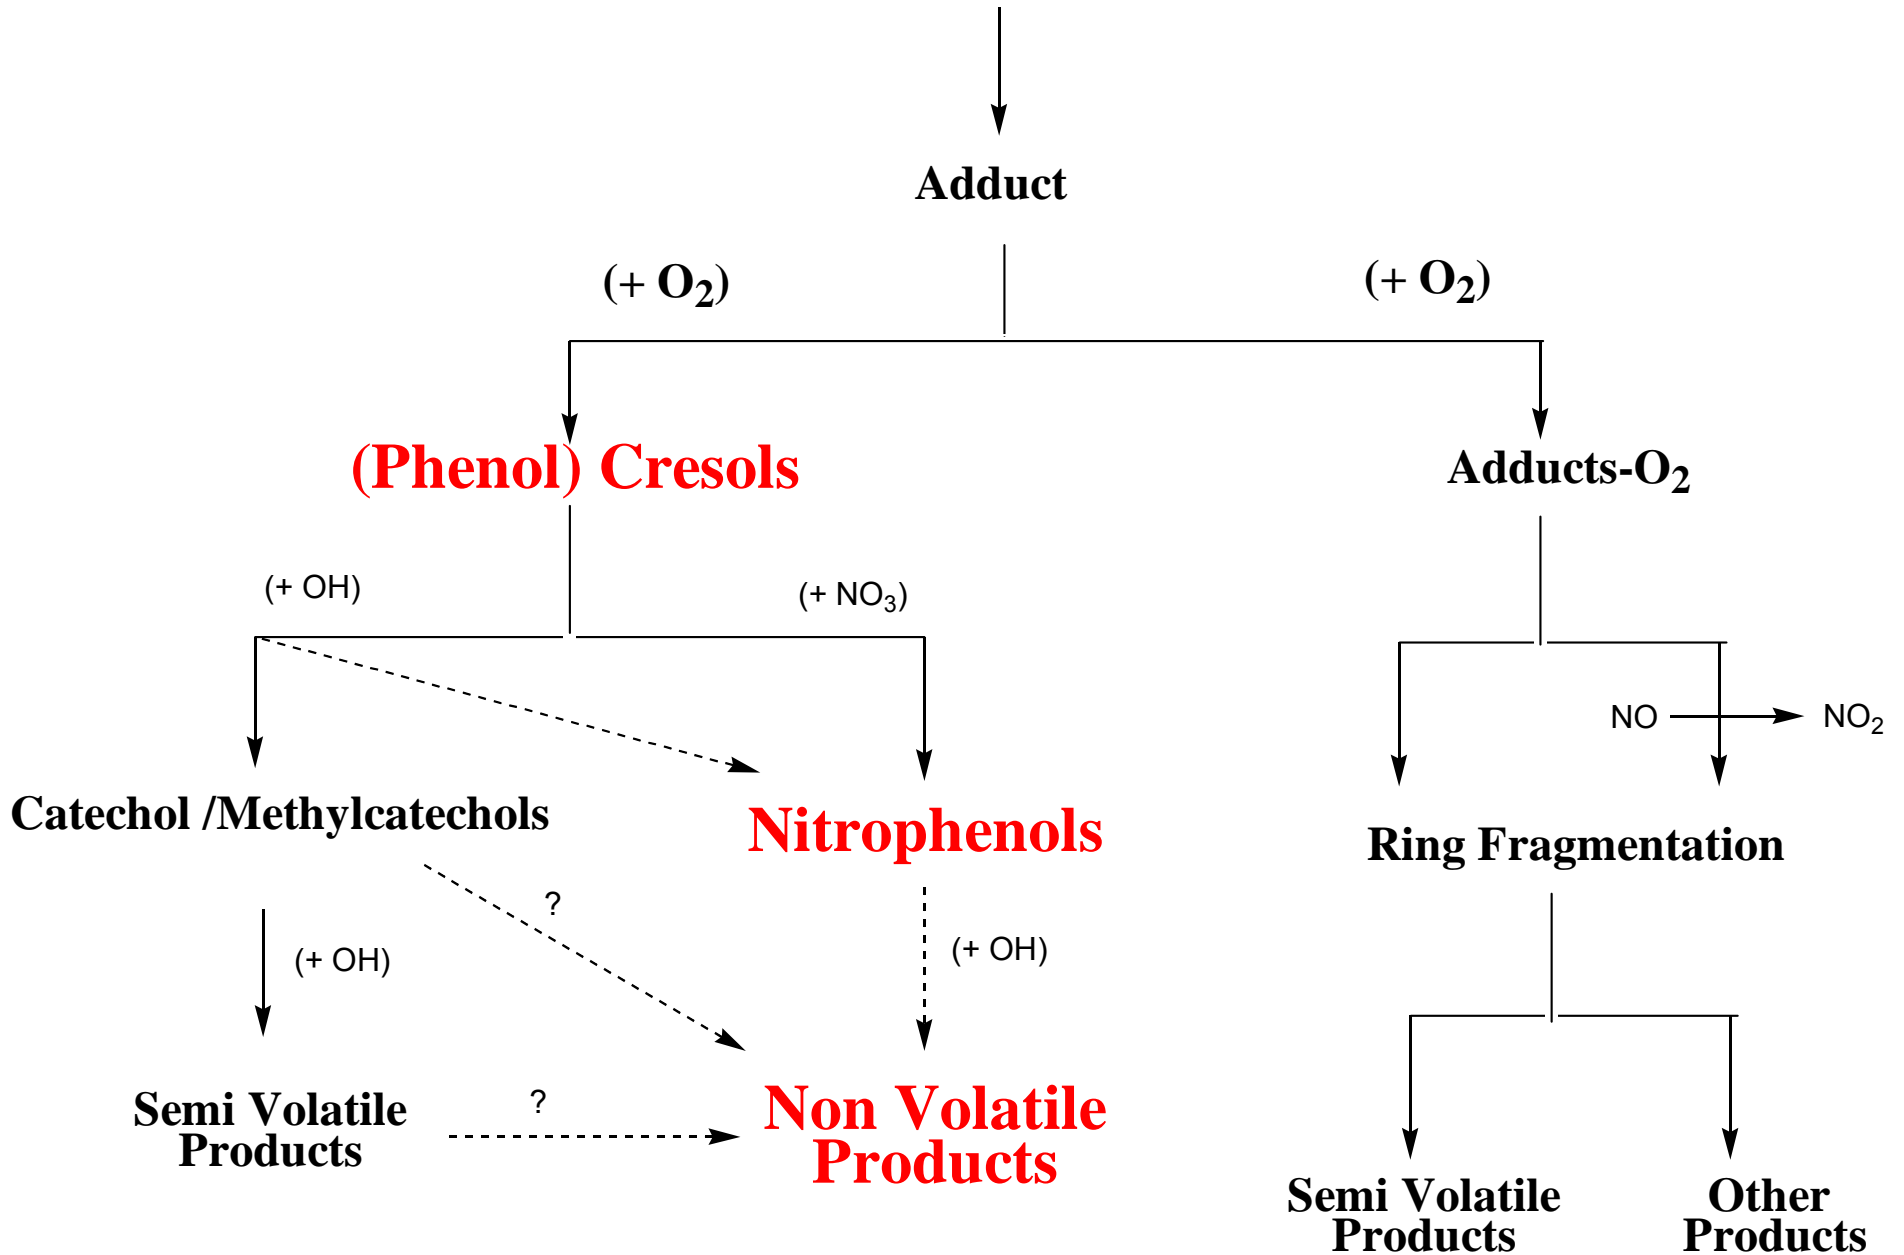 Adduct
(+ O2)
(+ O2)
(Phenol) Cresols
Adducts-O2
(+ OH)
(+ NO3)
NO
NO2
Catechol /Methylcatechols
Nitrophenols
Ring Fragmentation
?
(+ OH)
(+ OH)
Semi Volatile
Products
?
Non Volatile
Products
Semi Volatile
Products
Other
Products